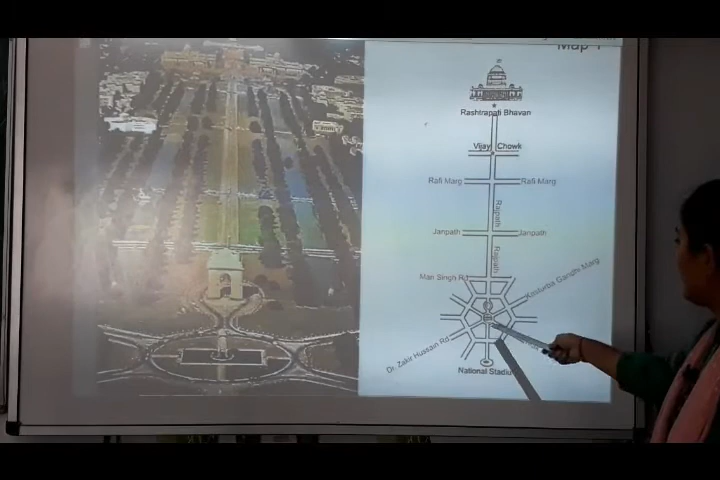 Map 1
Rashtrapati Bhavan
Vijay Chowk
Rafi Marg Rafi Marg
Rajpath
Janpath Janpath
Rajpath
Man Singh Rd
Kasturba Gandhi Marg
Dr. Zakir Hussain Rd
National Stadiu